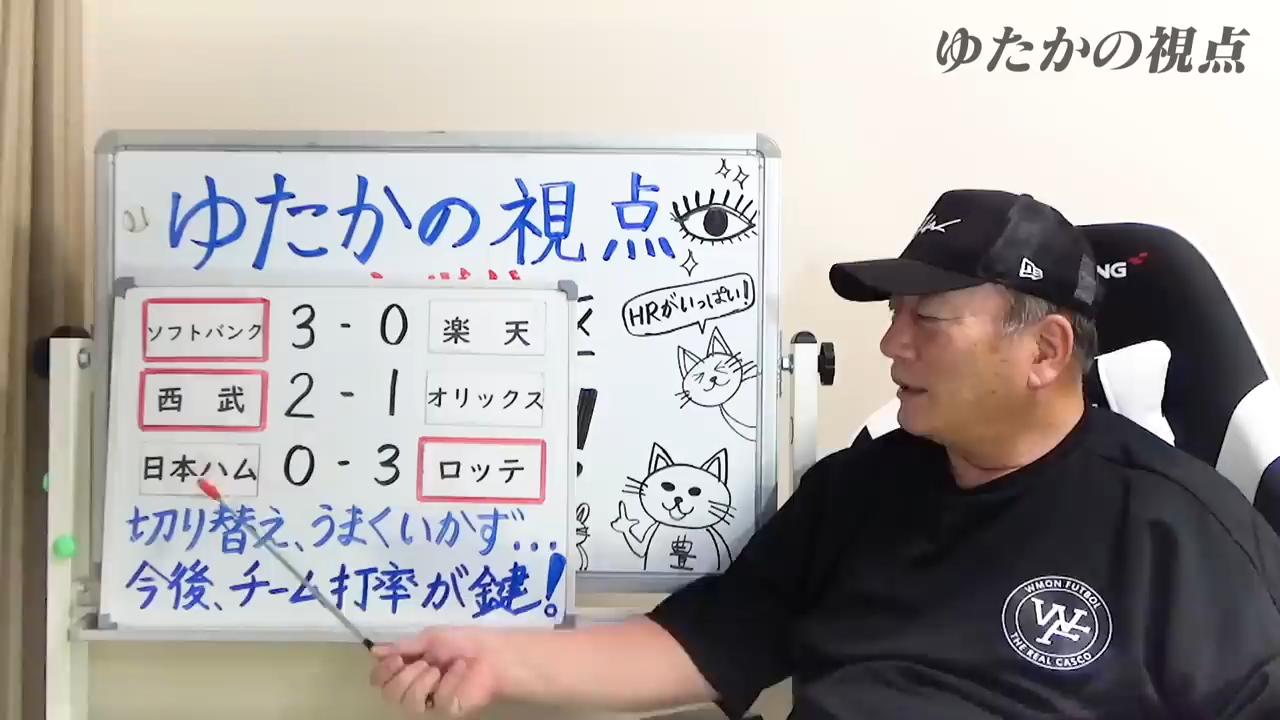 ゆたかの視点
ゆたかの視点
HRがいっぱい!
ソフトバンク 3 - 0 楽天
西武 2 - 1 オリックス
日本ハム 0 - 3 ロッテ
切り替え、うまくいかず…
今後、チーム打率が鍵!
豊
WMON FUTBOL
THE REAL CASCO
NG